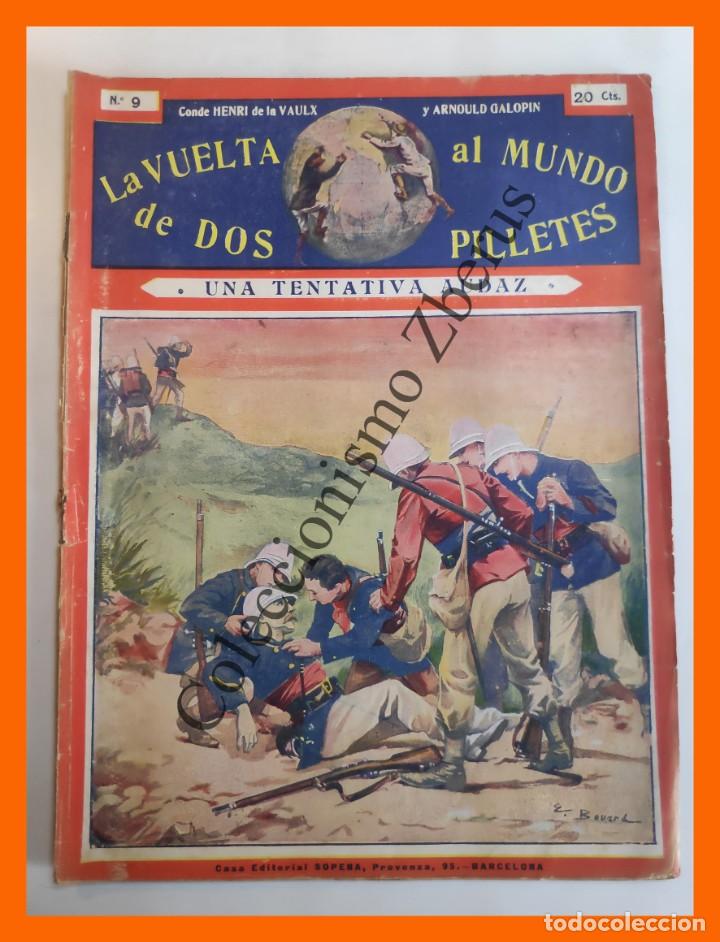 N.º 9
Conde HENRI de la VAULX y ARNOULD GALOPIN
20 Cts.
La VUELTA al MUNDO
de DOS PILLETES
UNA TENTATIVA AUDAZ
Coleccionismo Zberus
E. Bouard
Casa Editorial SOPENA, Provenza, 95.—BARCELONA
todocoleccion